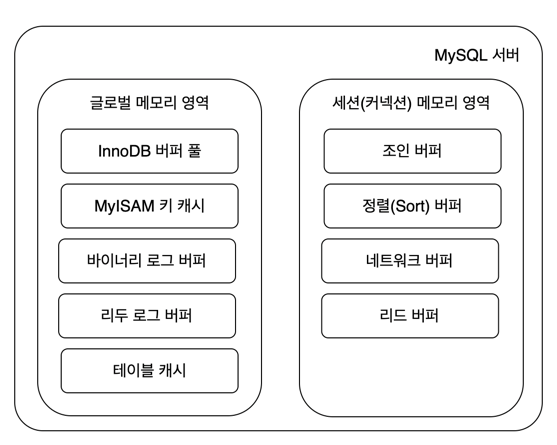 MySQL 서버
글로벌 메모리 영역
InnoDB 버퍼 풀
MyISAM 키 캐시
바이너리 로그 버퍼
리두 로그 버퍼
테이블 캐시
세션(커넥션) 메모리 영역
조인 버퍼
정렬(Sort) 버퍼
네트워크 버퍼
리드 버퍼